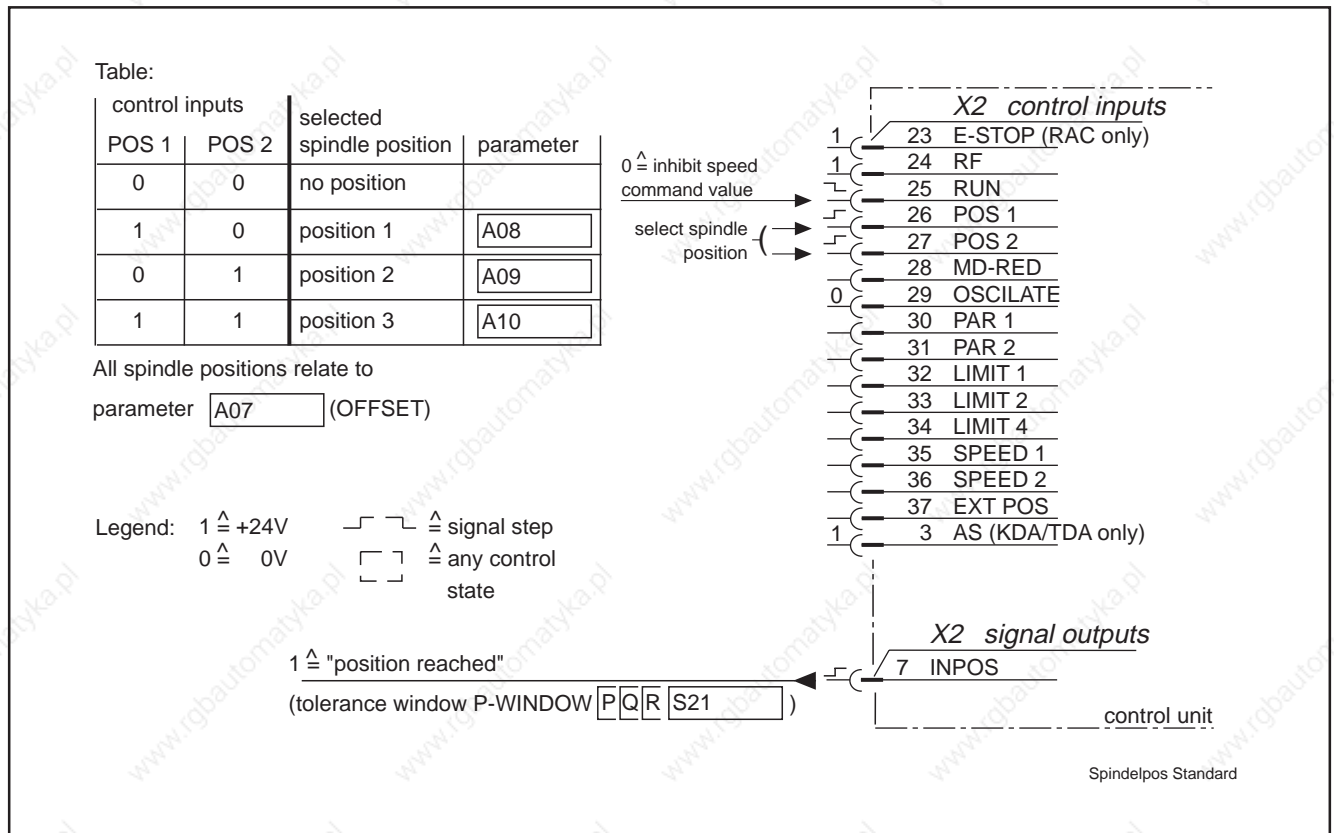 Table:
control inputs
selected
POS 1 POS 2 spindle position parameter
0 0 no position
1 0 position 1 A08
0 1 position 2 A09
1 1 position 3 A10
All spindle positions relate to
parameter A07 (OFFSET)
Legend: 1 ≙ +24V ≙ signal step
0 ≙ 0V ≙ any control
state
0 ≙ inhibit speed
command value
select spindle
position
X2 control inputs
1 23 E-STOP (RAC only)
1 24 RF
25 RUN
26 POS 1
27 POS 2
28 MD-RED
0 29 OSCILATE
30 PAR 1
31 PAR 2
32 LIMIT 1
33 LIMIT 2
34 LIMIT 4
35 SPEED 1
36 SPEED 2
37 EXT POS
1 3 AS (KDA/TDA only)
X2 signal outputs
7 INPOS
1 ≙ "position reached"
(tolerance window P-WINDOW P Q R S21 )
control unit
Spindelpos Standard
www.rgbautomatyka.pl